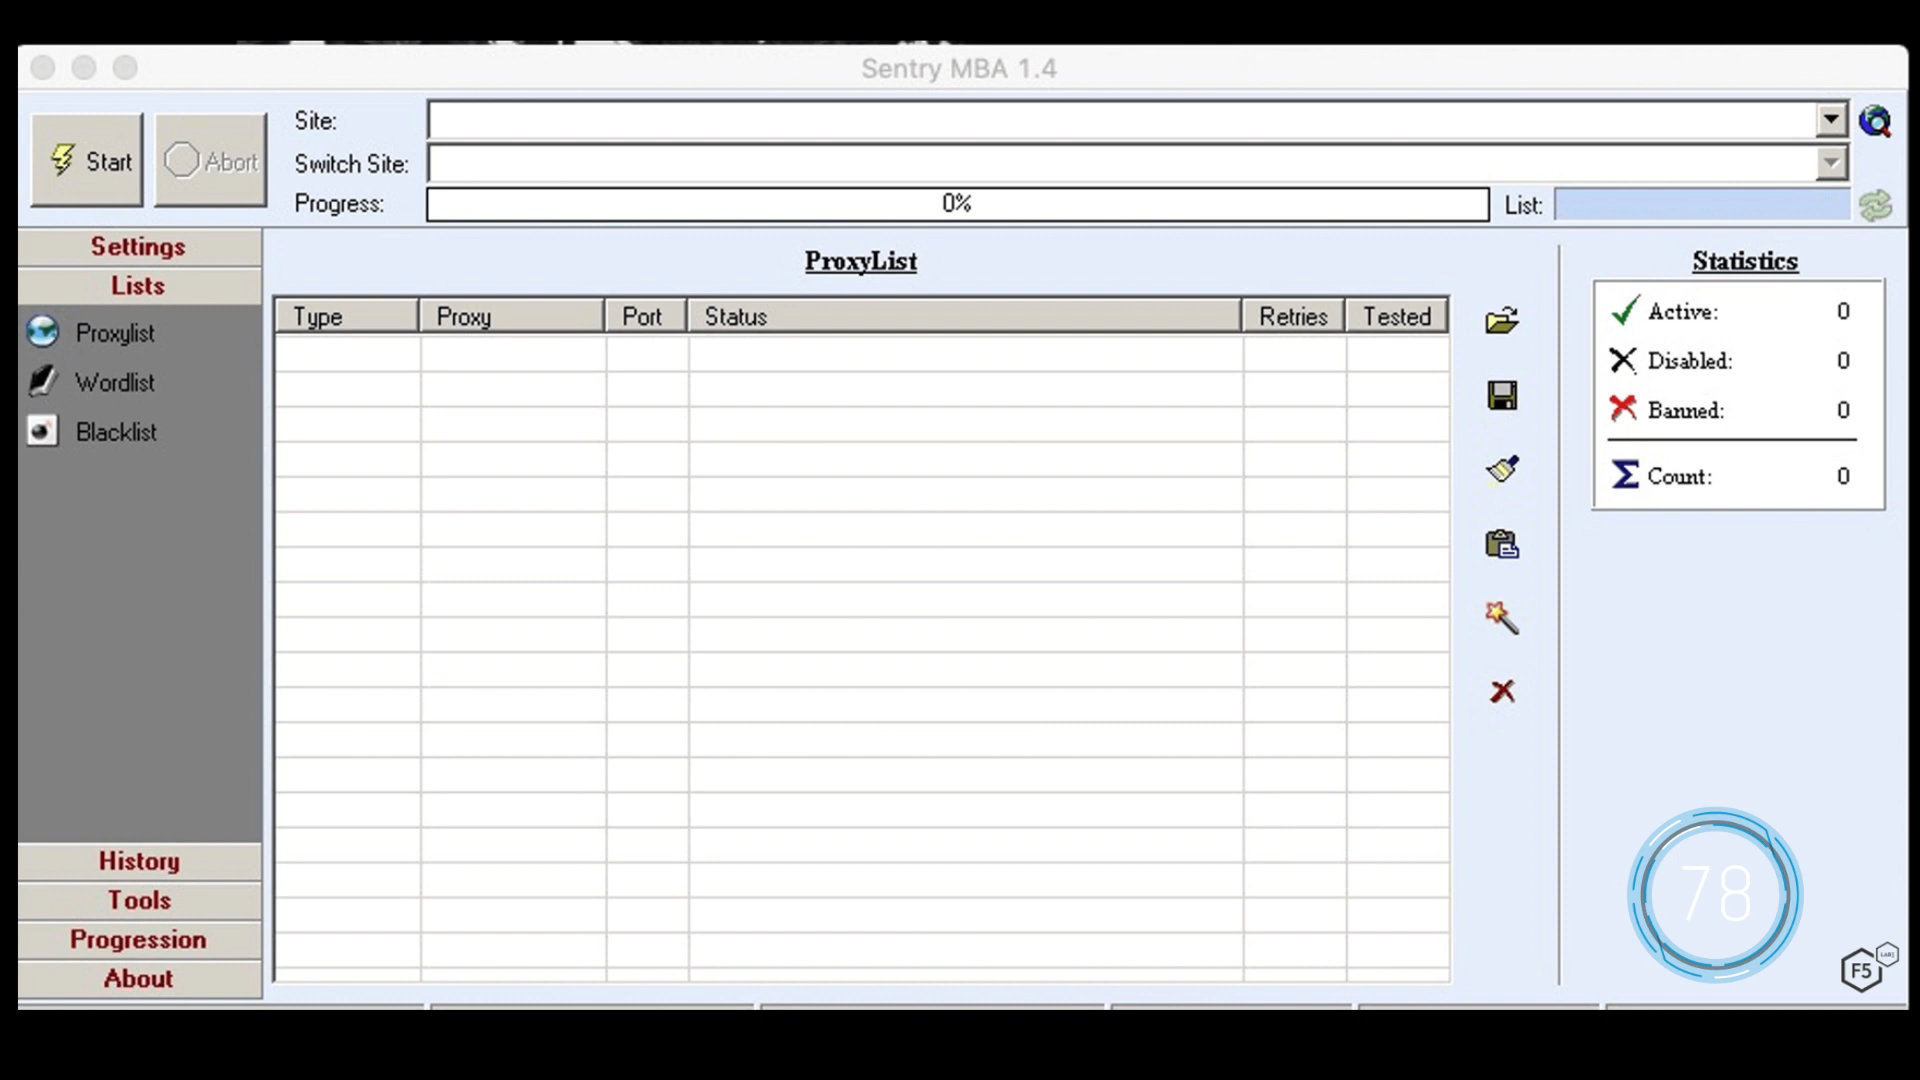 Sentry MBA 1.4
Start
Abort
Site:
Switch Site:
Progress:
0%
List:
Settings
Lists
Proxylist
Wordlist
Blacklist
History
Tools
Progression
About
ProxyList
Type Proxy Port Status Retries Tested
Statistics
Active: 0
Disabled: 0
Banned: 0
Σ Count: 0
78
F5
LABS